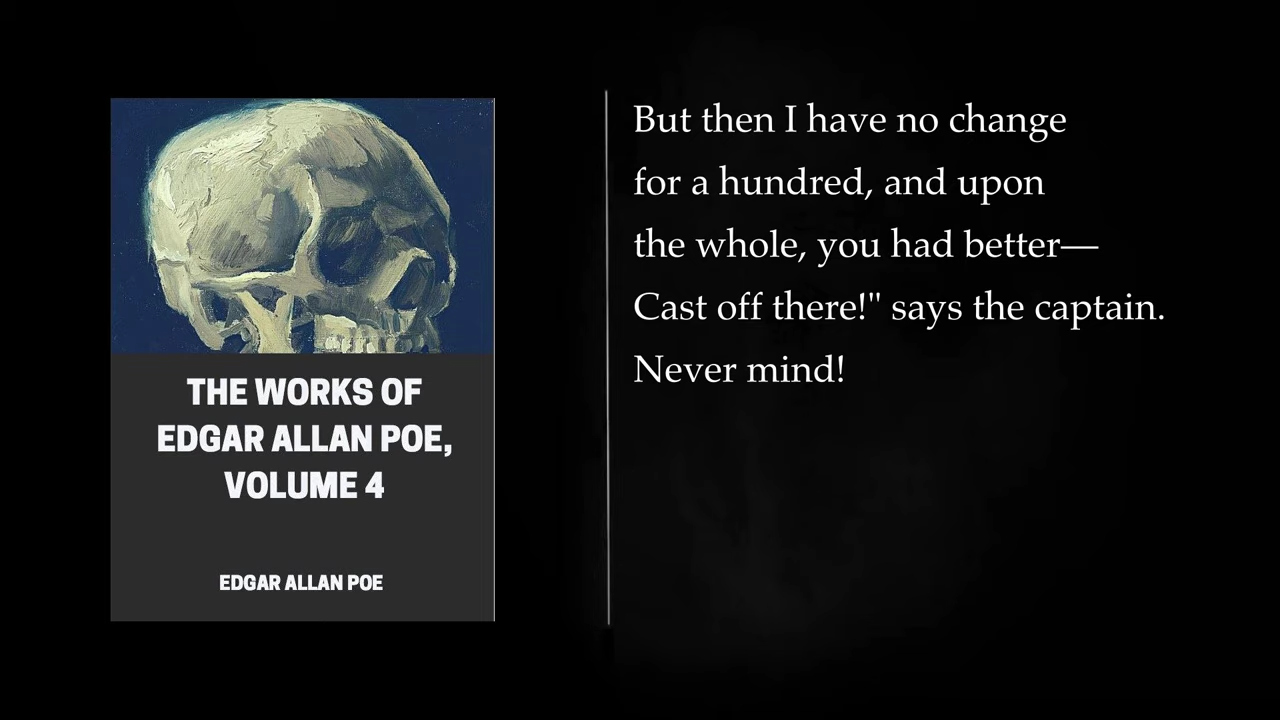 THE WORKS OF
EDGAR ALLAN POE,
VOLUME 4
EDGAR ALLAN POE
But then I have no change
for a hundred, and upon
the whole, you had better—
Cast off there!" says the captain.
Never mind!